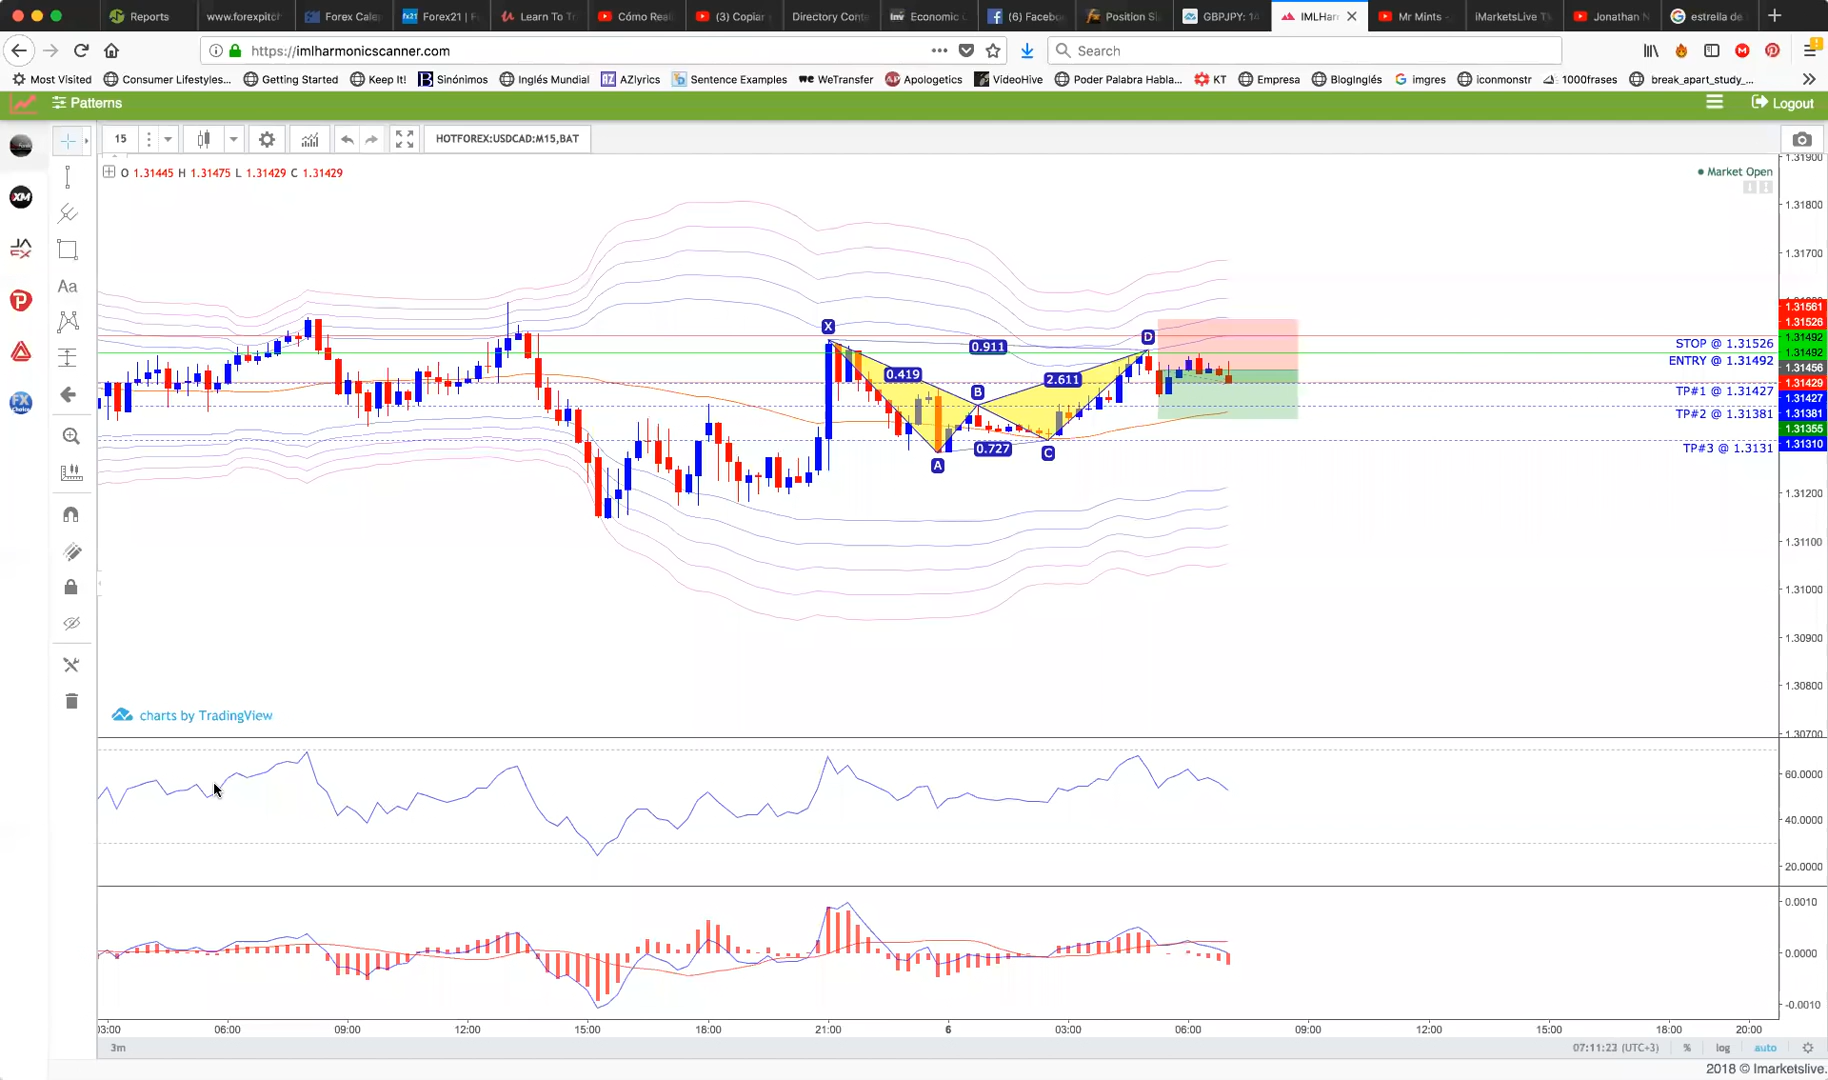 Reports
www.forexpitch
Forex Caler
Forex21 | F
Learn To Tr
Cómo Reali
(3) Copiar
Directory Cont
Economic C
(6) Facebo
Position Si
GBPJPY: 14
IMLHar
Mr Mints -
iMarketsLive T
Jonathan N
estrella de
https://imlharmonicscanner.com
Search
Most Visited
Consumer Lifestyles...
Getting Started
Keep It!
Sinónimos
Inglés Mundial
AZlyrics
Sentence Examples
WeTransfer
Apologetics
VideoHive
Poder Palabra Habla...
KT
Empresa
BlogInglés
imgres
iconmonstr
1000frases
break_apart_study_...
Patterns
Logout
15
HOTFOREX:USDCAD:M15,BAT
O 1.31445 H 1.31475 L 1.31429 C 1.31429
Market Open
XM
JAFX
Aa
FX Choice
X
0.911
D
0.419
2.611
B
A
0.727
C
STOP @ 1.31526
ENTRY @ 1.31492
TP#1 @ 1.31427
TP#2 @ 1.31381
TP#3 @ 1.3131
1.31900
1.31800
1.31700
1.31561
1.31526
1.31492
1.31492
1.31456
1.31429
1.31427
1.31381
1.31355
1.31310
1.31200
1.31100
1.31000
1.30900
1.30800
1.30700
charts by TradingView
60.0000
40.0000
20.0000
0.0010
0.0000
-0.0010
03:00
06:00
09:00
12:00
15:00
18:00
21:00
6
03:00
06:00
09:00
12:00
15:00
18:00
20:00
3m
07:11:23 (UTC+3)
%
log
auto
2018 © Imarketslive.